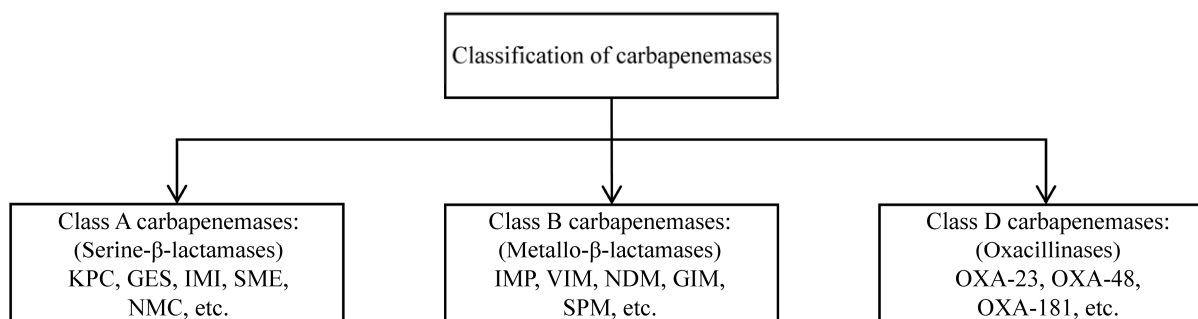 Classification of carbapenemases
Class A carbapenemases:
(Serine-β-lactamases)
KPC, GES, IMI, SME,
NMC, etc.
Class B carbapenemases:
(Metallo-β-lactamases)
IMP, VIM, NDM, GIM,
SPM, etc.
Class D carbapenemases:
(Oxacillinases)
OXA-23, OXA-48,
OXA-181, etc.